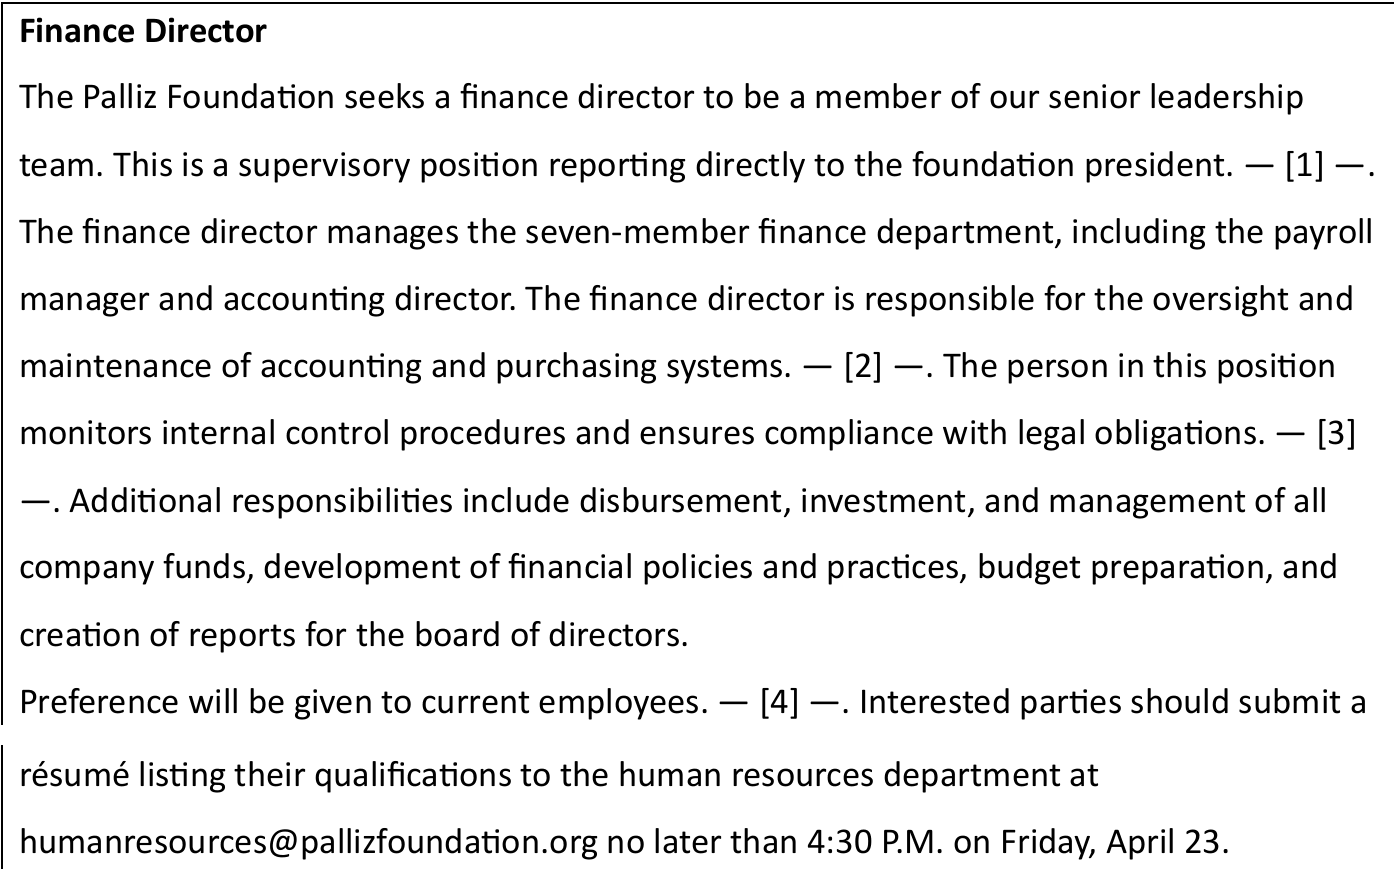 Finance Director
The Palliz Foundation seeks a finance director to be a member of our senior leadership
team. This is a supervisory position reporting directly to the foundation president. — [1] —.
The finance director manages the seven-member finance department, including the payroll
manager and accounting director. The finance director is responsible for the oversight and
maintenance of accounting and purchasing systems. — [2] —. The person in this position
monitors internal control procedures and ensures compliance with legal obligations. — [3]
—. Additional responsibilities include disbursement, investment, and management of all
company funds, development of financial policies and practices, budget preparation, and
creation of reports for the board of directors.
Preference will be given to current employees. — [4] —. Interested parties should submit a
résumé listing their qualifications to the human resources department at
humanresources@pallizfoundation.org no later than 4:30 P.M. on Friday, April 23.